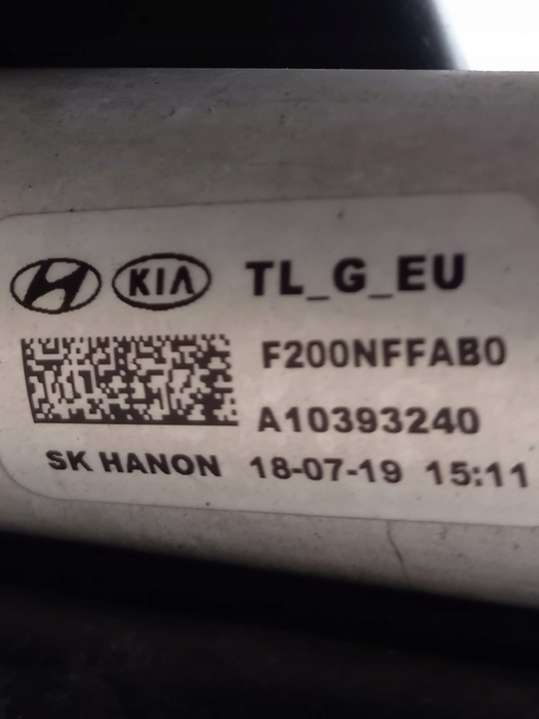 KIA TL_G_EU
F200NFFAB0
A10393240
SK HANON 18-07-19 15:11